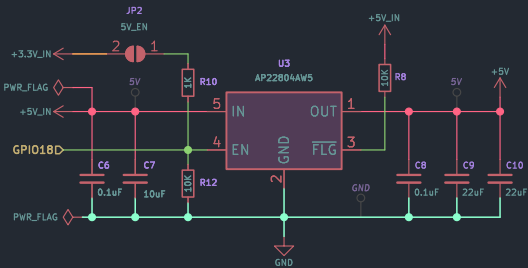 JP2
5V_EN
+3.3V_IN
2
1
+5V_IN
PWR_FLAG
5V
R10
1K
U3
AP22804AW5
10K
R8
5V
+5V
+5V_IN
5
IN
OUT
1
GPIO18
4
EN
GND
FLG
3
2
C6
0.1uF
C7
10uF
10K
R12
C8
0.1uF
C9
22uF
C10
22uF
GND
PWR_FLAG
GND